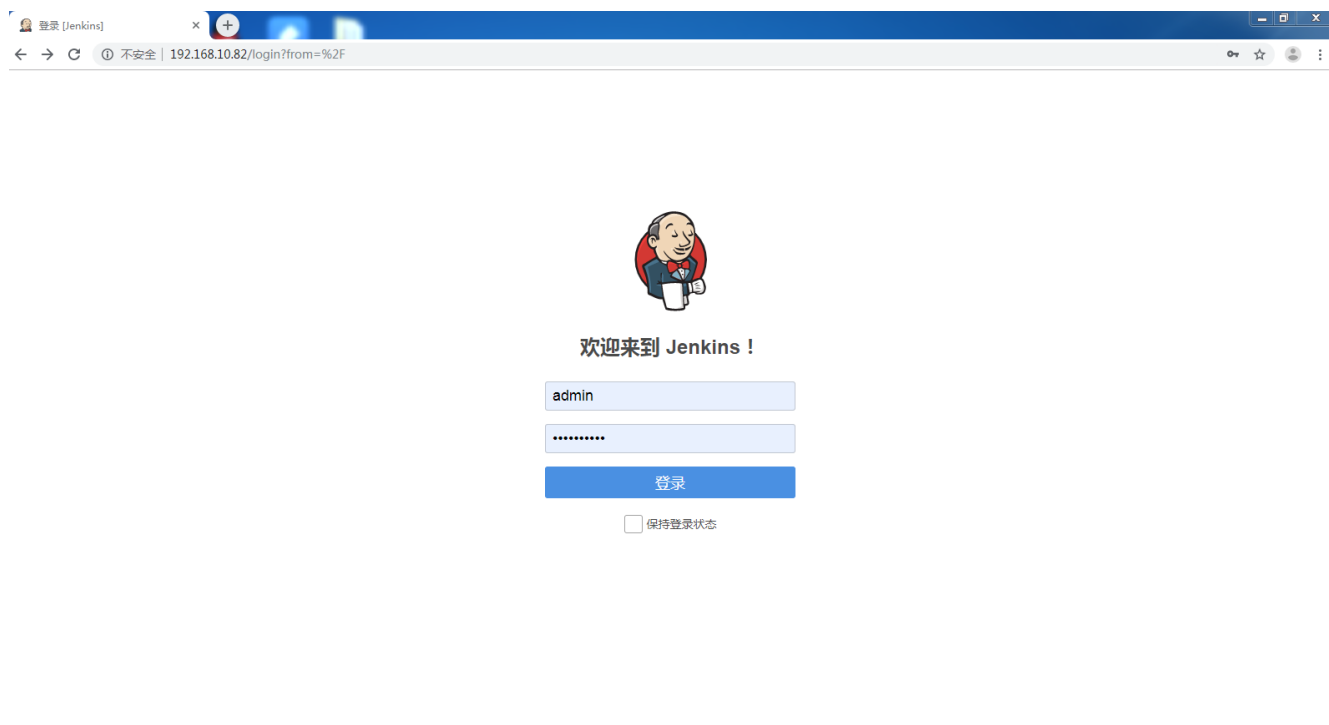 登录 [Jenkins]
不安全 | 192.168.10.82/login?from=%2F
欢迎来到 Jenkins！
admin
••••••••••
登录
保持登录状态